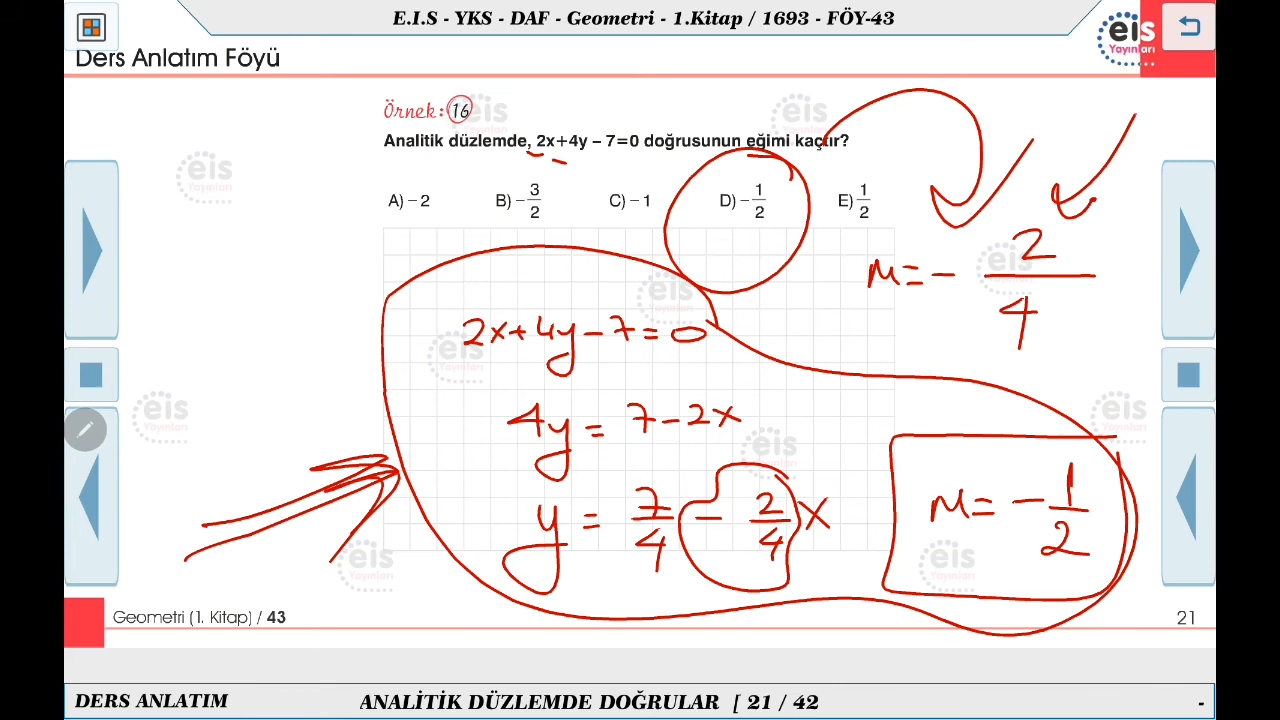 E.I.S - YKS - DAF - Geometri - 1.Kitap / 1693 - FÖY-43
eis
Yayınları
Ders Anlatım Föyü
Örnek: 16
Analitik düzlemde, 2x+4y – 7=0 doğrusunun eğimi kaçtır?
A) – 2 B) – 3/2 C) – 1 D) – 1/2 E) 1/2
m = - 2/4
2x+4y-7=0
4y = 7-2x
y = 7/4 - 2/4 x
m = - 1/2
Geometri (1. Kitap) / 43
21
DERS ANLATIM
ANALİTİK DÜZLEMDE DOĞRULAR [ 21 / 42
-